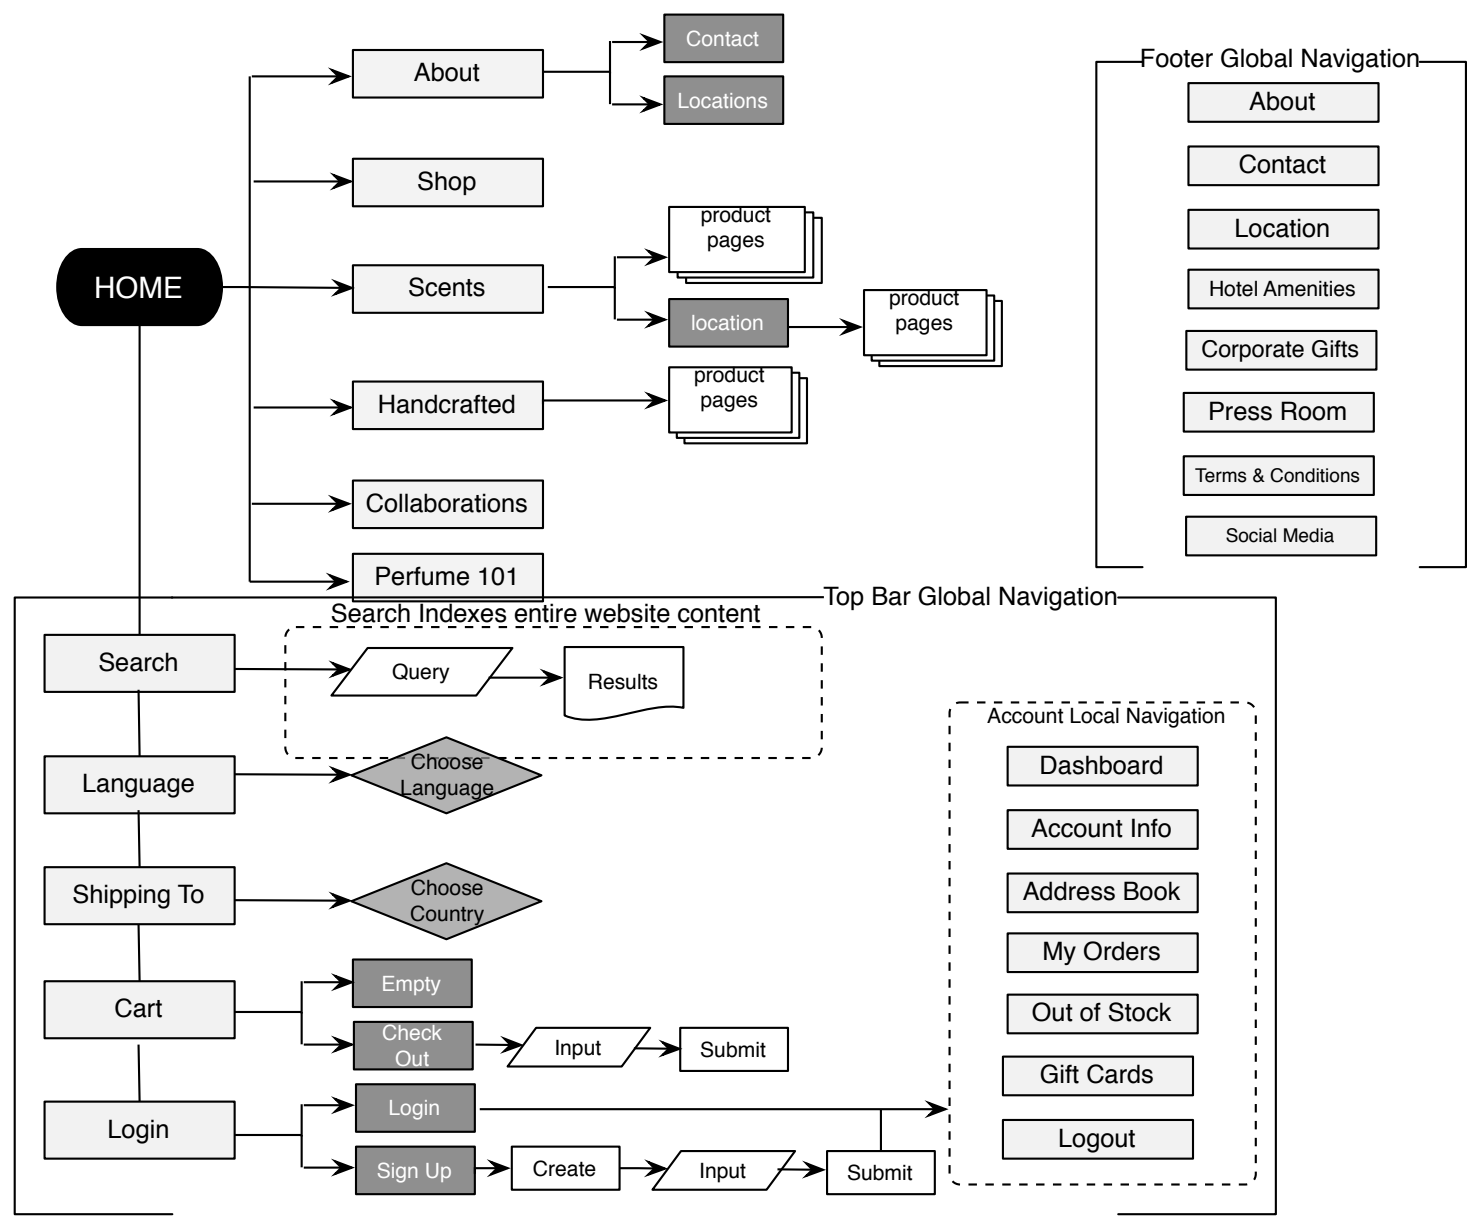 Contact
About
Locations
Shop
HOME
Scents
product
pages
location
product
pages
Handcrafted
product
pages
Collaborations
Perfume 101
Footer Global Navigation
About
Contact
Location
Hotel Amenities
Corporate Gifts
Press Room
Terms & Conditions
Social Media
Top Bar Global Navigation
Search Indexes entire website content
Search
Query
Results
Language
Choose
Language
Shipping To
Choose
Country
Cart
Empty
Check
Out
Input
Submit
Login
Login
Sign Up
Create
Input
Submit
Account Local Navigation
Dashboard
Account Info
Address Book
My Orders
Out of Stock
Gift Cards
Logout